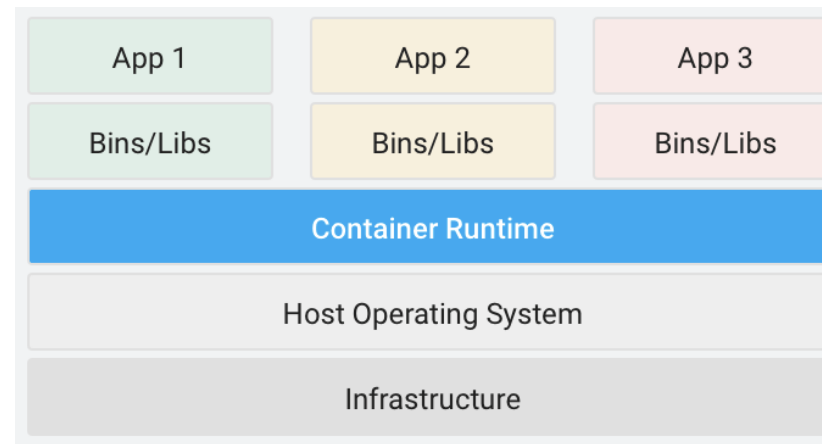 App 1
App 2
App 3
Bins/Libs
Bins/Libs
Bins/Libs
Container Runtime
Host Operating System
Infrastructure